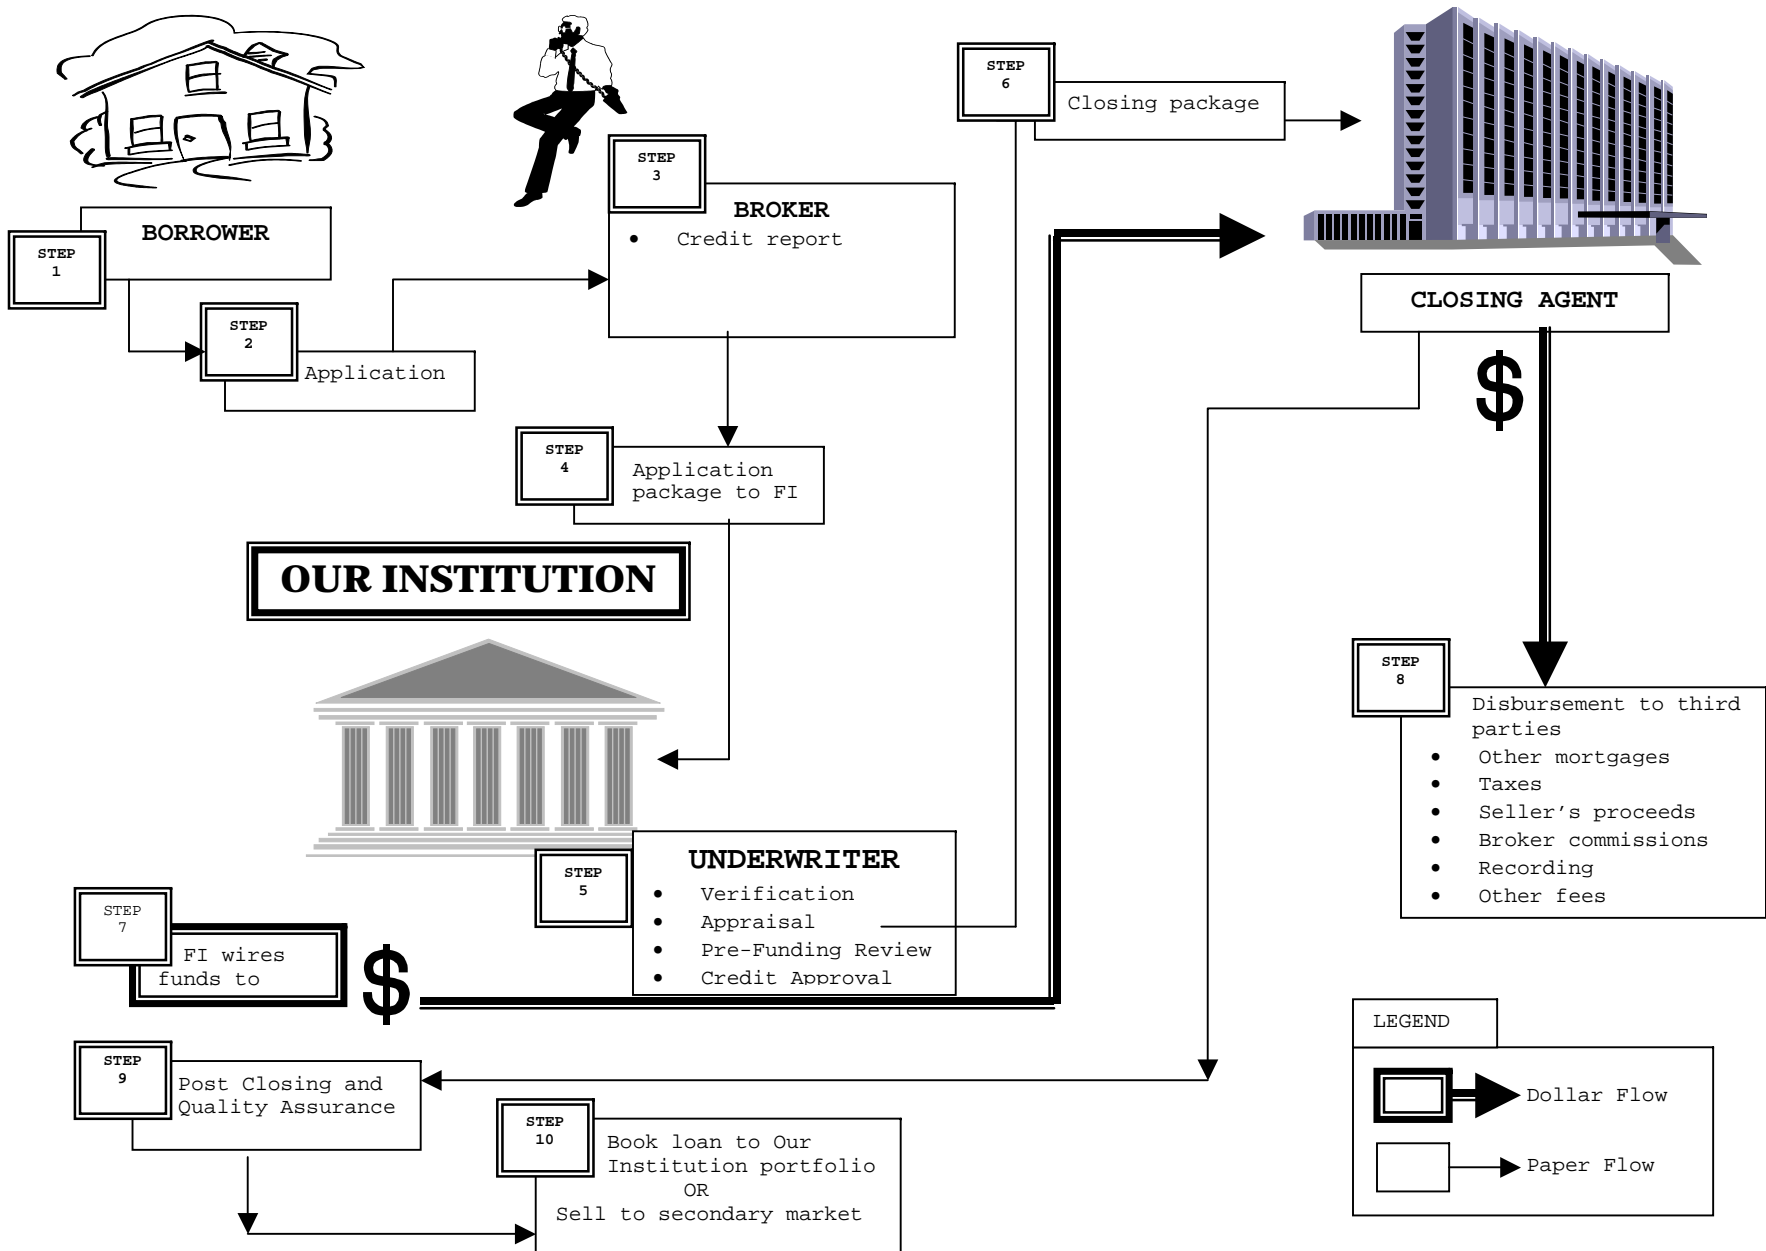 STEP
1
BORROWER
STEP
2
Application
STEP
3
BROKER
• Credit report
STEP
4
Application
package to FI
OUR INSTITUTION
STEP
5
UNDERWRITER
• Verification
• Appraisal
• Pre-Funding Review
• Credit Approval
STEP
6
Closing package
CLOSING AGENT
$
STEP
7
FI wires
funds to
$
STEP
8
Disbursement to third
parties
• Other mortgages
• Taxes
• Seller’s proceeds
• Broker commissions
• Recording
• Other fees
STEP
9
Post Closing and
Quality Assurance
STEP
10
Book loan to Our
Institution portfolio
OR
Sell to secondary market
LEGEND
Dollar Flow
Paper Flow